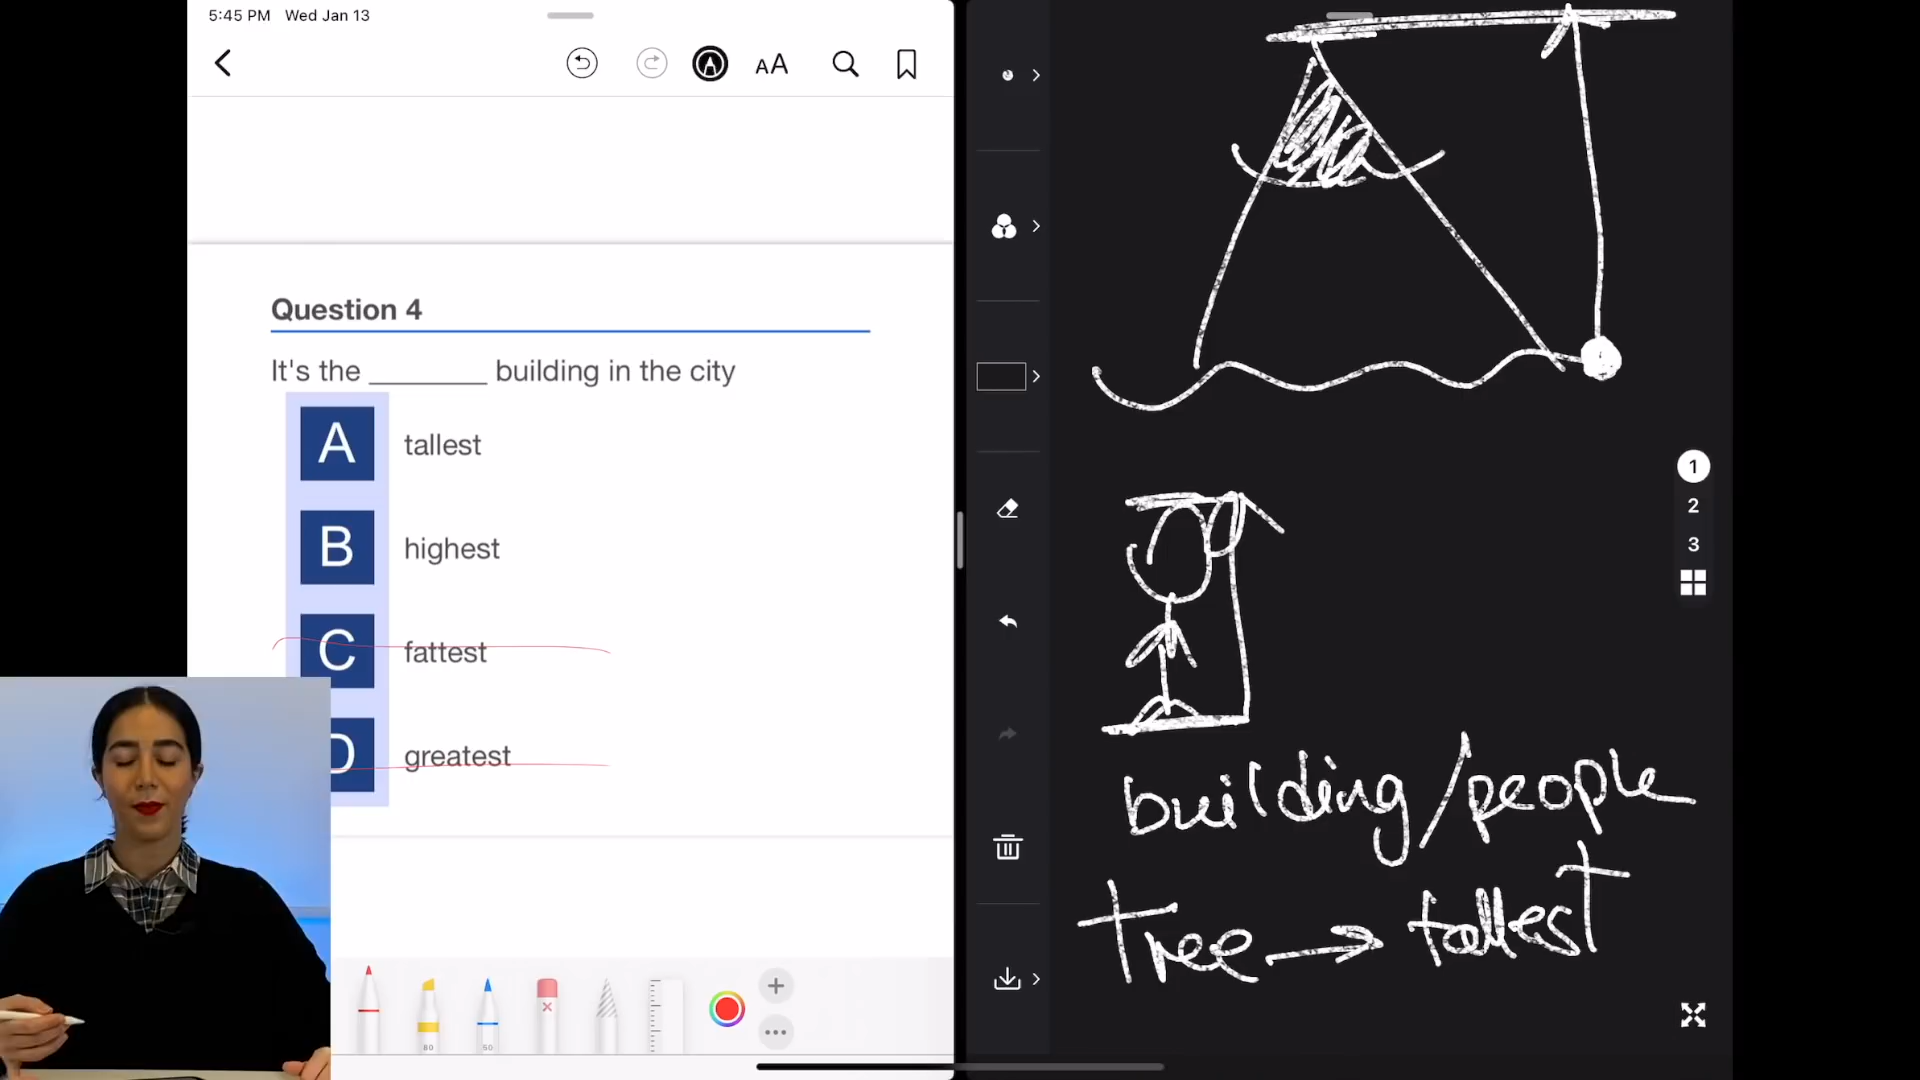 5:45 PM Wed Jan 13
AA
Question 4
It's the ________ building in the city
A tallest
B highest
C fattest
D greatest
80
50
1
2
3
building/people
Tree → tallest